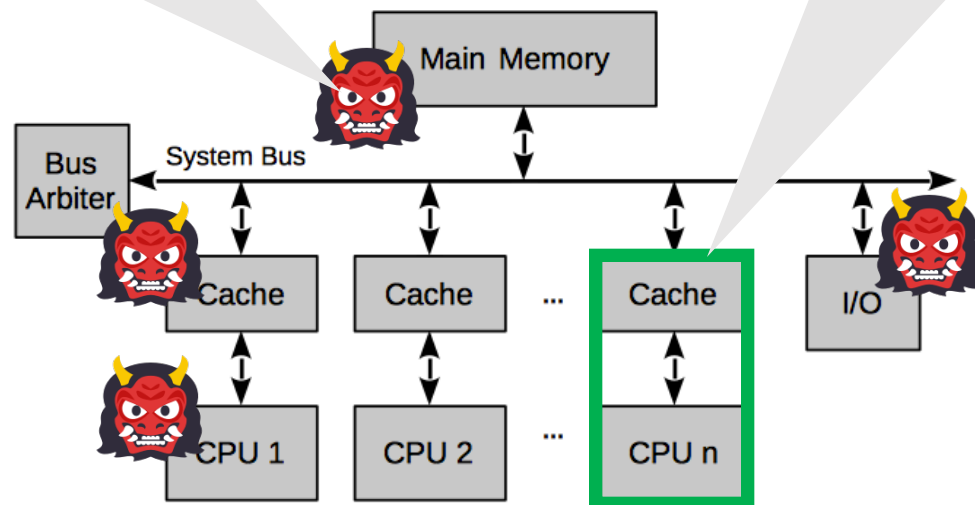 Main Memory
System Bus
Bus
Arbiter
Cache
Cache
...
Cache
I/O
CPU 1
CPU 2
...
CPU n